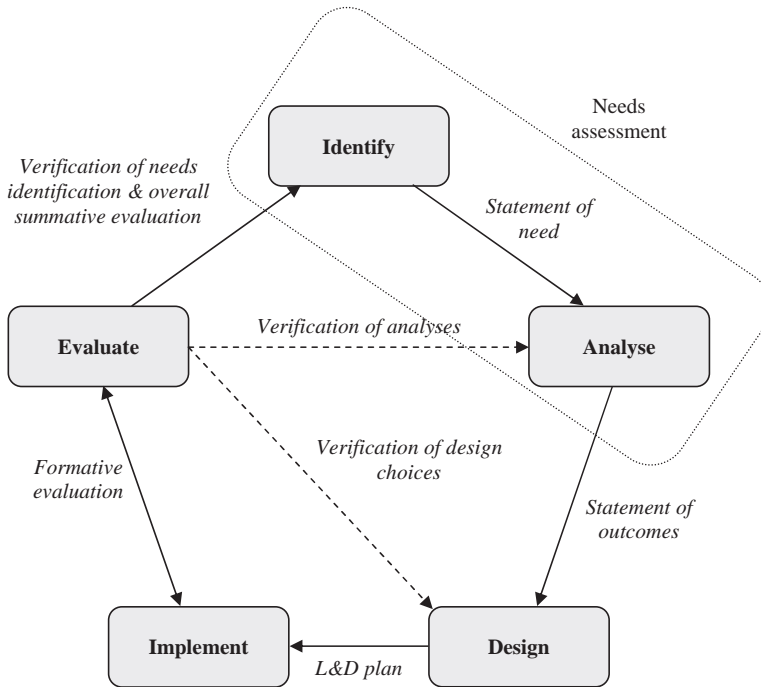 Needs
assessment
Identify
Verification of needs
identification & overall
summative evaluation
Statement of
need
Evaluate
Verification of analyses
Analyse
Verification of design
choices
Formative
evaluation
Statement of
outcomes
Implement
L&D plan
Design